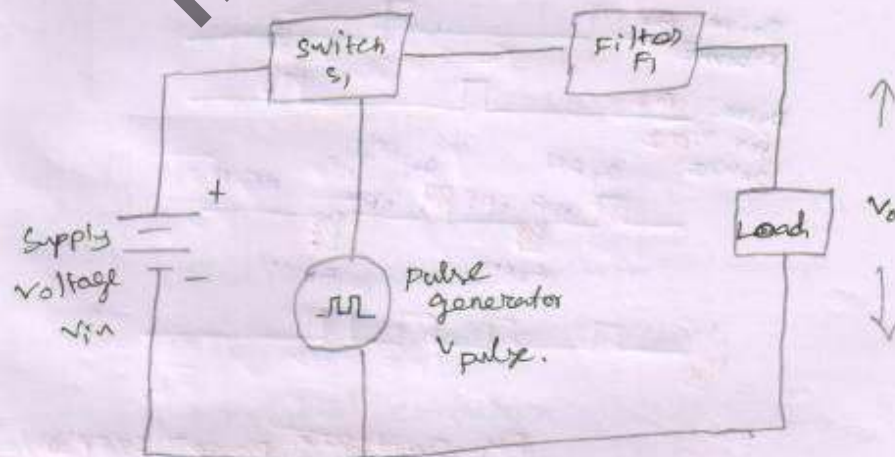 Switch
S1
Filter
F1
+
Supply
Voltage
Vin
-
pulse
generator
Vpulse.
Load
Vo